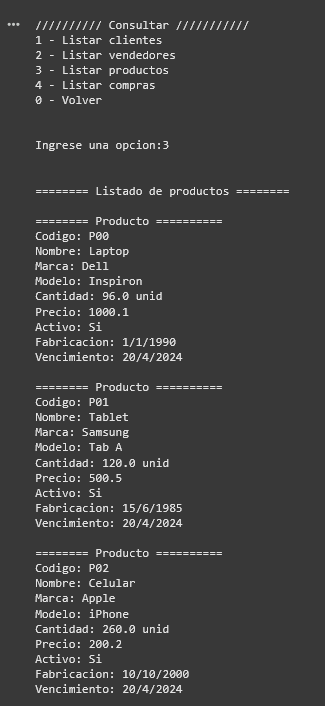 ////////// Consultar ///////////
1 - Listar clientes
2 - Listar vendedores
3 - Listar productos
4 - Listar compras
0 - Volver
Ingrese una opcion:3
======== Listado de productos ========
======== Producto ==========
Codigo: P00
Nombre: Laptop
Marca: Dell
Modelo: Inspiron
Cantidad: 96.0 unid
Precio: 1000.1
Activo: Si
Fabricacion: 1/1/1990
Vencimiento: 20/4/2024
======== Producto ==========
Codigo: P01
Nombre: Tablet
Marca: Samsung
Modelo: Tab A
Cantidad: 120.0 unid
Precio: 500.5
Activo: Si
Fabricacion: 15/6/1985
Vencimiento: 20/4/2024
======== Producto ==========
Codigo: P02
Nombre: Celular
Marca: Apple
Modelo: iPhone
Cantidad: 260.0 unid
Precio: 200.2
Activo: Si
Fabricacion: 10/10/2000
Vencimiento: 20/4/2024